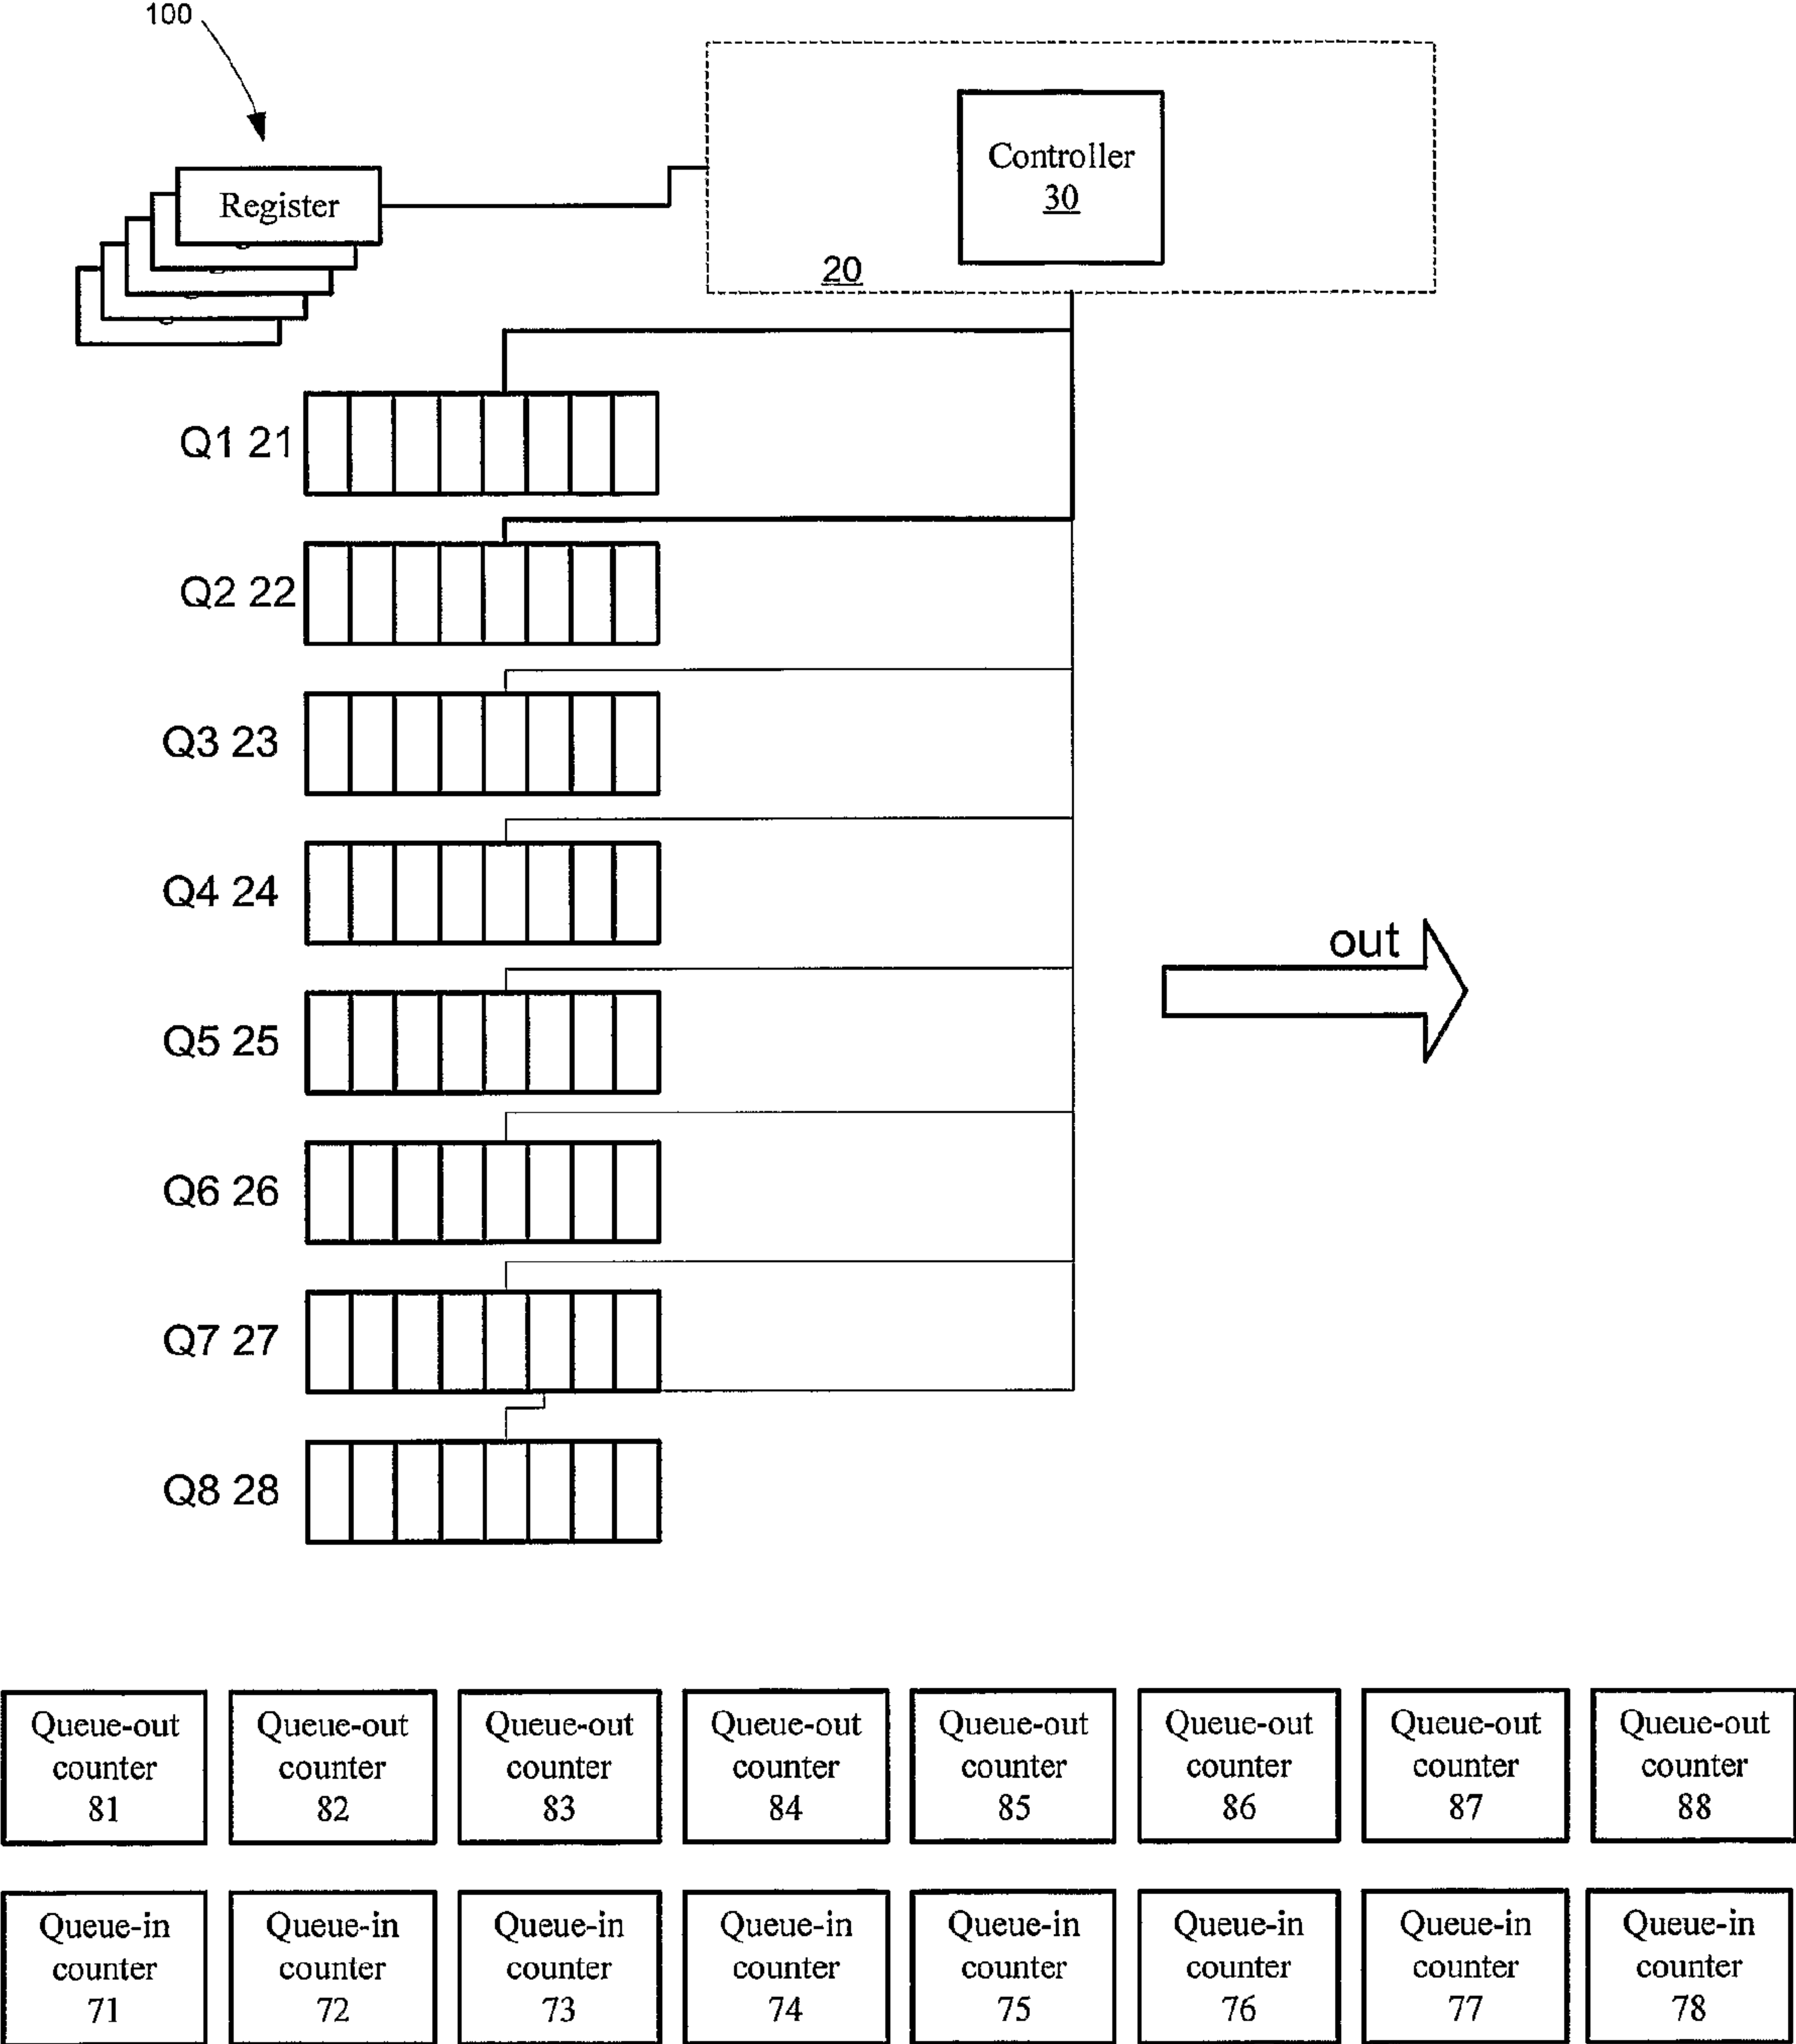 100
Controller
30
Register
20
Q1 21
Q2 22
Q3 23
Q4 24
out
Q5 25
Q6 26
Q7 27
Q8 28
Queue-out counter 81
Queue-out counter 82
Queue-out counter 83
Queue-out counter 84
Queue-out counter 85
Queue-out counter 86
Queue-out counter 87
Queue-out counter 88
Queue-in counter 71
Queue-in counter 72
Queue-in counter 73
Queue-in counter 74
Queue-in counter 75
Queue-in counter 76
Queue-in counter 77
Queue-in counter 78